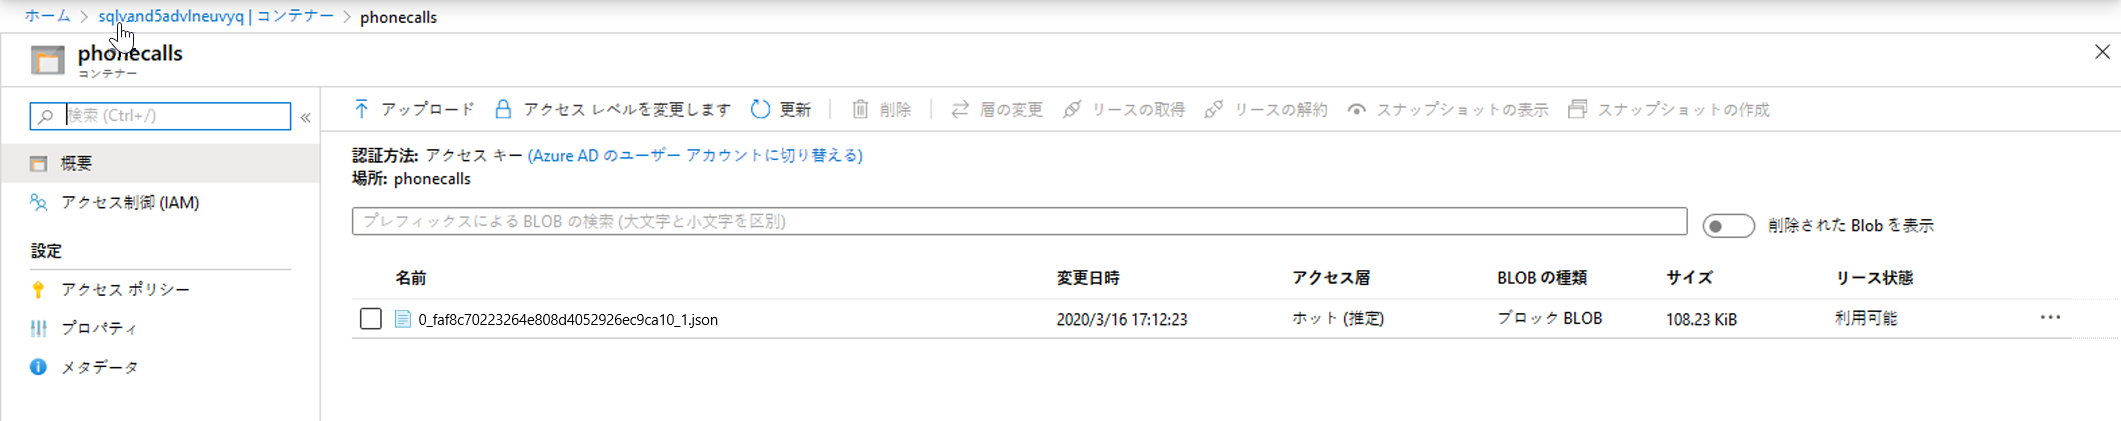 ホーム > sqlvand5advlneuvyq | コンテナー > phonecalls
phonecalls
コンテナー
検索 (Ctrl+/)
概要
アクセス制御 (IAM)
設定
アクセス ポリシー
プロパティ
メタデータ
アップロード アクセス レベルを変更します 更新 削除 層の変更 リースの取得 リースの解約 スナップショットの表示 スナップショットの作成
認証方法: アクセス キー (Azure AD のユーザー アカウントに切り替える)
場所: phonecalls
プレフィックスによる BLOB の検索 (大文字と小文字を区別) 削除された Blob を表示
名前 変更日時 アクセス層 BLOB の種類 サイズ リース状態
0_faf8c70223264e808d4052926ec9ca10_1.json 2020/3/16 17:12:23 ホット (推定) ブロック BLOB 108.23 KiB 利用可能